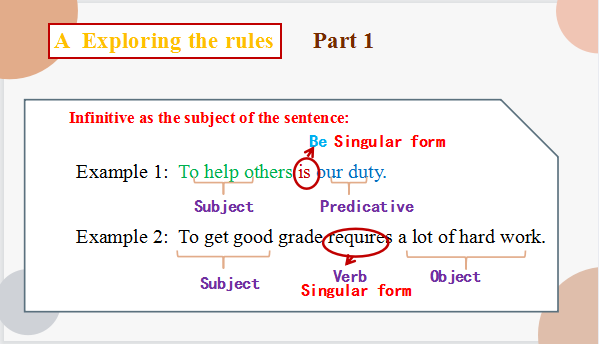 A Exploring the rules Part 1
Infinitive as the subject of the sentence:
Be Singular form
Example 1: To help others is our duty.
Subject Predicative
Example 2: To get good grade requires a lot of hard work.
Subject Verb Object
Singular form